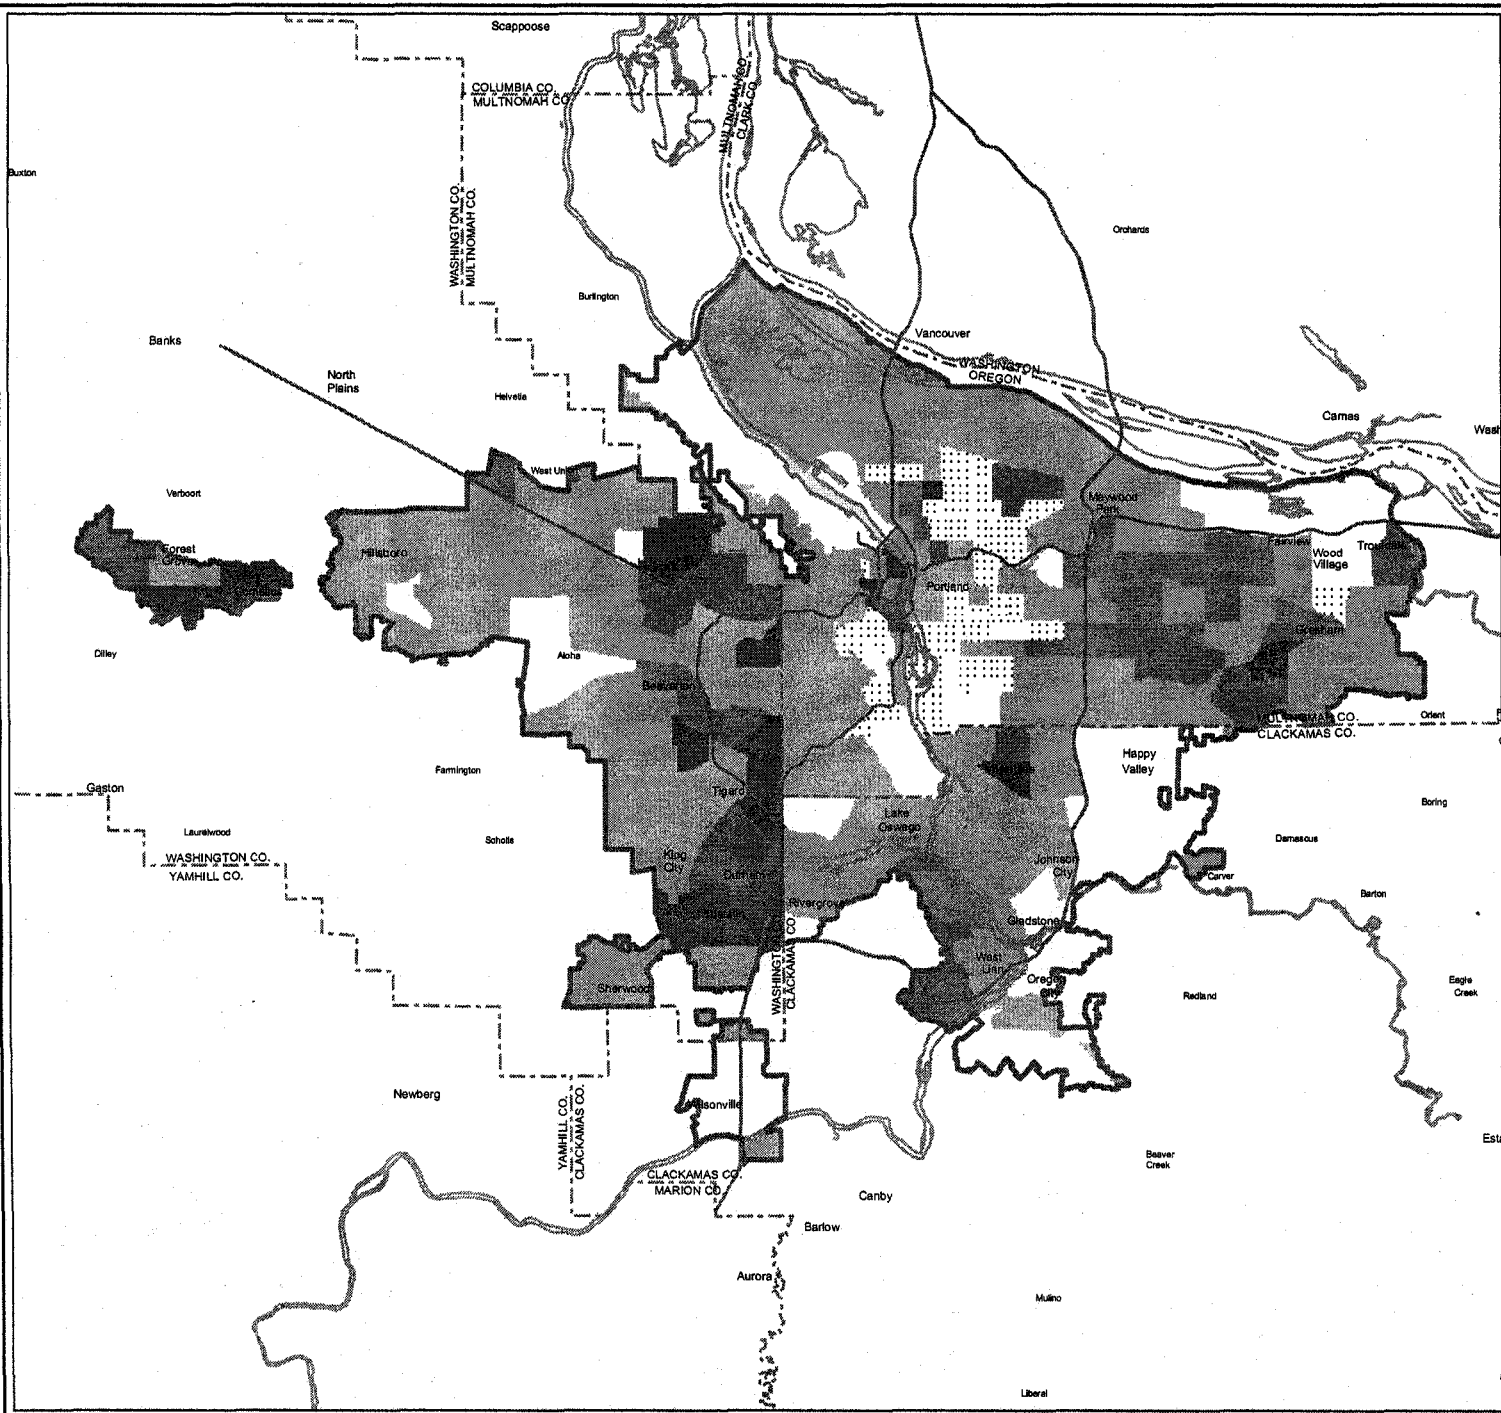 Scappoose
COLUMBIA CO.
MULTNOMAH CO.
MULTNOMAH CO.
CLARK CO.
Buxton
WASHINGTON CO.
MULTNOMAH CO.
Orchards
Burlington
Banks
Vancouver
WASHINGTON
OREGON
North
Plains
Helvetia
Camas
West Union
Verboort
Maywood
Park
Forest
Grove
Hillsboro
Fairview
Wood
Village
Troutdale
Portland
Gresham
Dilley
Aloha
Beaverton
Orient
MULTNOMAH CO.
CLACKAMAS CO.
Happy
Valley
Farmington
Gaston
Tigard
Boring
Lake
Oswego
Laurelwood
Scholls
Damascus
WASHINGTON CO.
YAMHILL CO.
King
City
Durham
Johnson
City
Carver
Barton
Rivergrove
Gladstone
WASHINGTON CO.
CLACKAMAS CO.
West
Linn
Sherwood
Oregon
City
Redland
Eagle
Creek
Newberg
Wilsonville
YAMHILL CO.
CLACKAMAS CO.
Beaver
Creek
CLACKAMAS CO.
MARION CO.
Canby
Barlow
Aurora
Mulino
Liberal